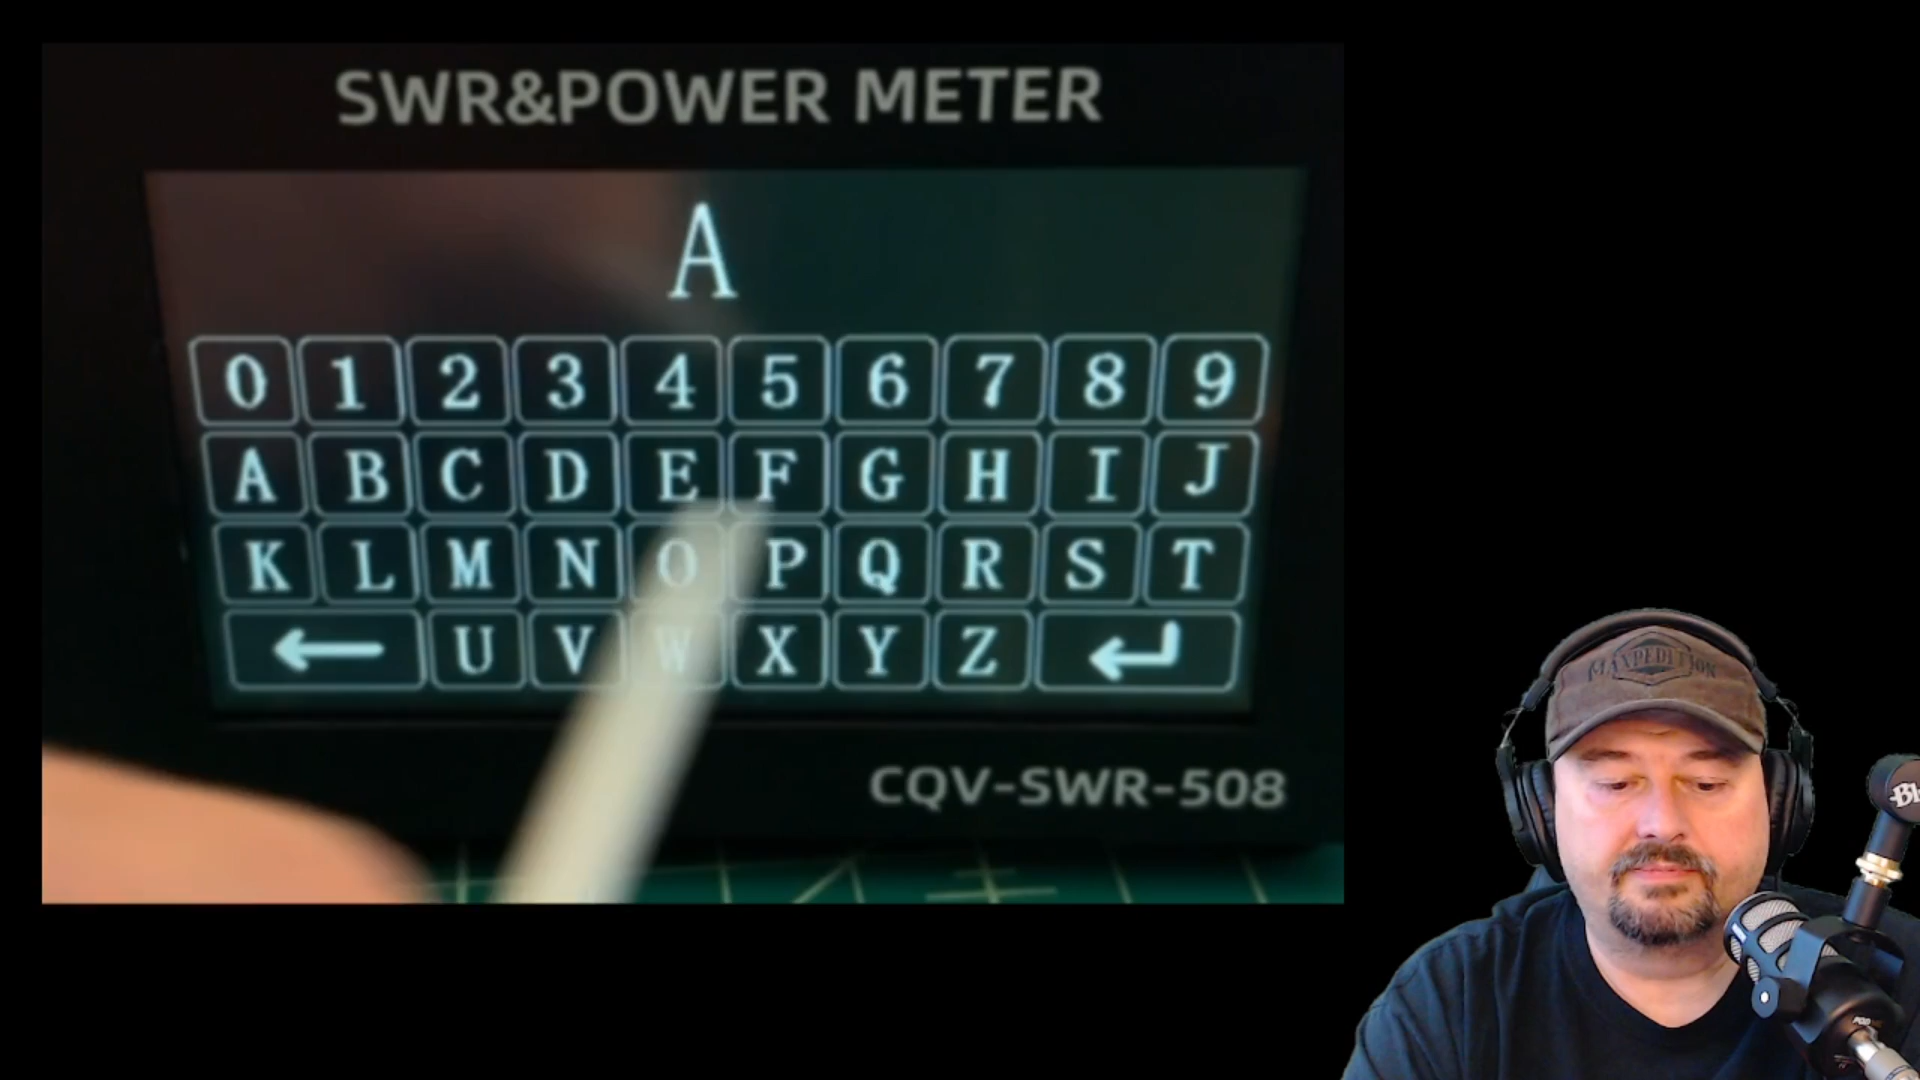 SWR&POWER METER
A
0 1 2 3 4 5 6 7 8 9
A B C D E F G H I J
K L M N O P Q R S T
← U V W X Y Z ↵
CQV-SWR-508
MAXPEDITION